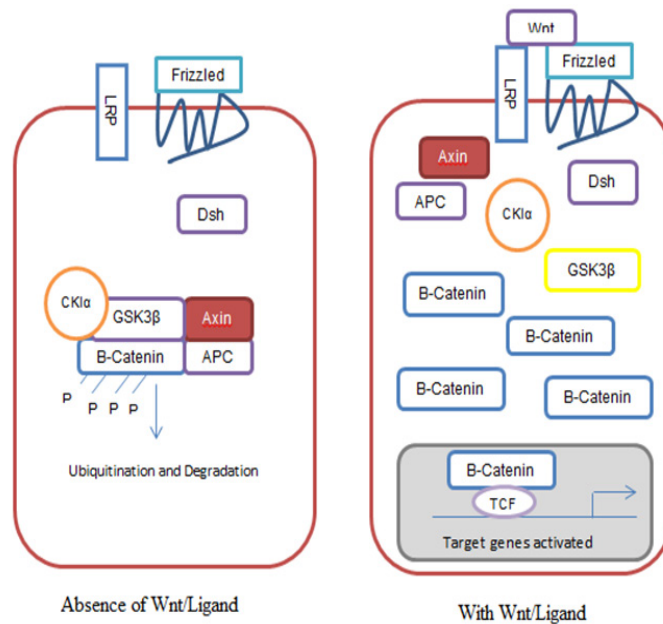 LRP
Frizzled
Dsh
CKIα
GSK3β
Axin
B-Catenin
APC
P
P P P
Ubiquitination and Degradation
Absence of Wnt/Ligand
Wnt
LRP
Frizzled
Axin
APC
CKIα
Dsh
GSK3β
B-Catenin
B-Catenin
B-Catenin
B-Catenin
B-Catenin
TCF
Target genes activated
With Wnt/Ligand